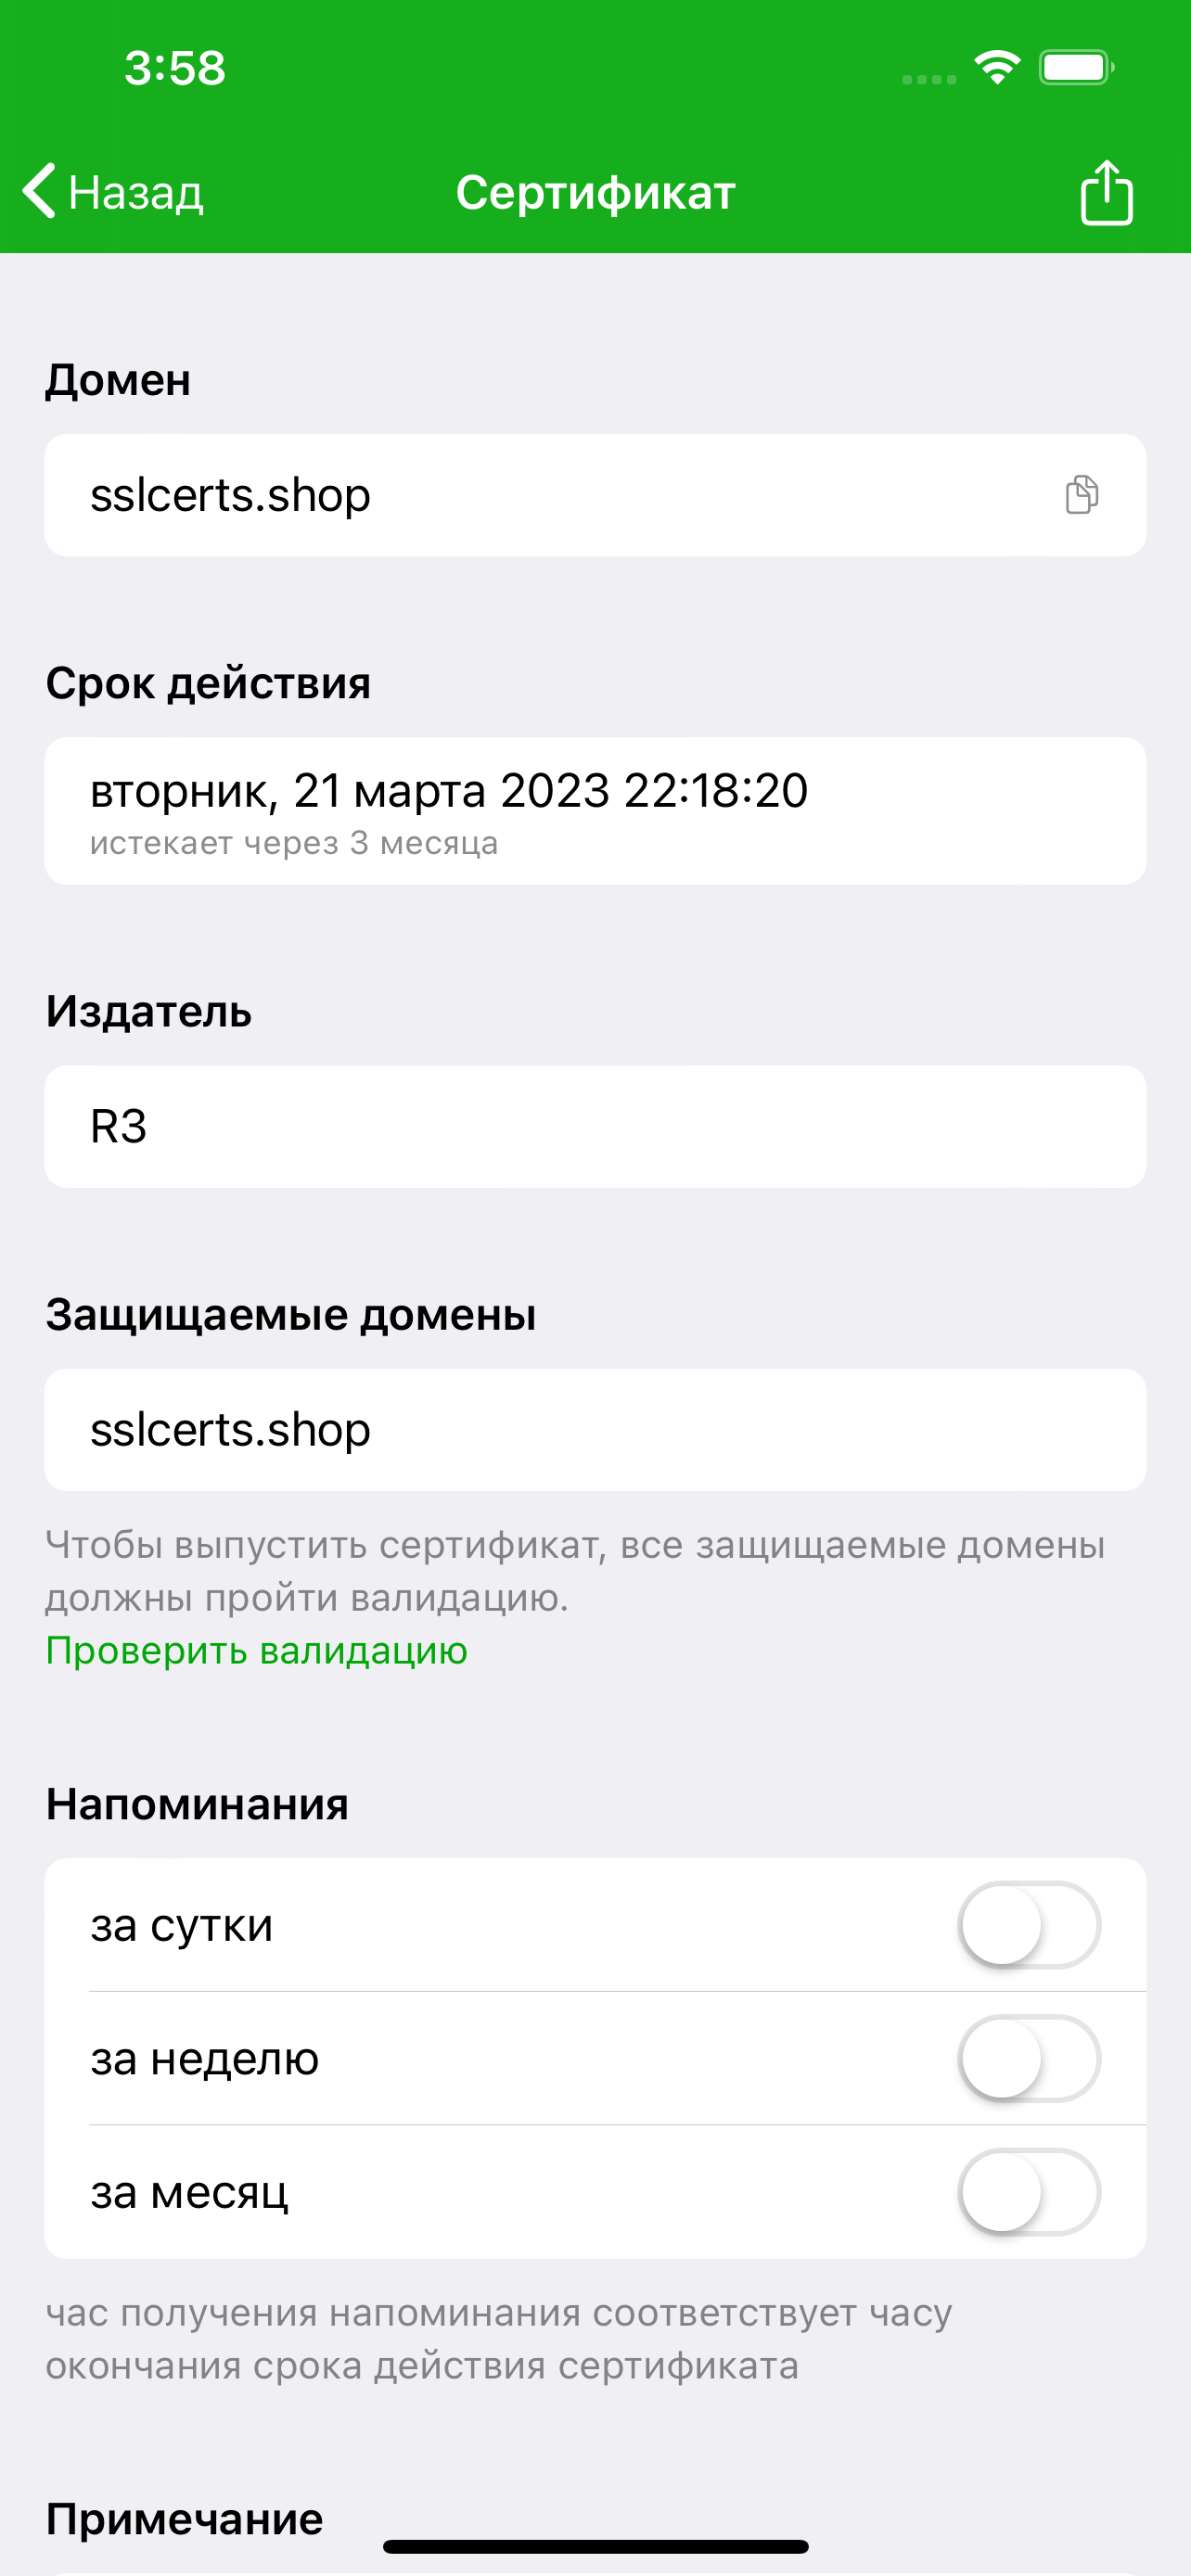 3:58
Назад
Сертификат
Домен
sslcerts.shop
Срок действия
вторник, 21 марта 2023 22:18:20
истекает через 3 месяца
Издатель
R3
Защищаемые домены
sslcerts.shop
Чтобы выпустить сертификат, все защищаемые домены
должны пройти валидацию.
Проверить валидацию
Напоминания
за сутки
за неделю
за месяц
час получения напоминания соответствует часу
окончания срока действия сертификата
Примечание